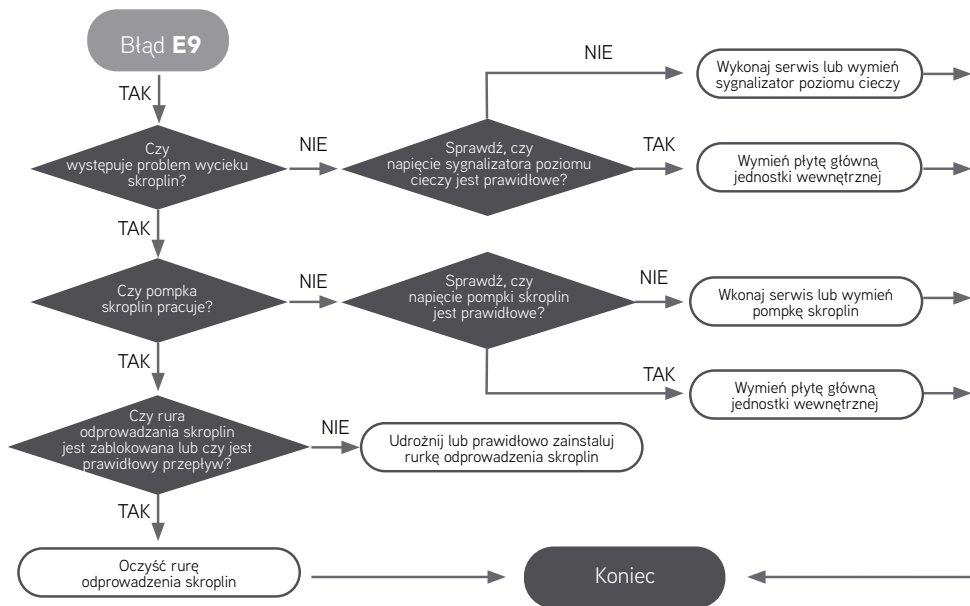 Błąd E9
TAK
Czy
występuje problem wycieku
skroplin?
NIE
Sprawdź, czy
napięcie sygnalizatora poziomu
cieczy jest prawidłowe?
NIE
Wykonaj serwis lub wymień
sygnalizator poziomu cieczy
TAK
Wymień płytę główną
jednostki wewnętrznej
TAK
Czy pompka
skroplin pracuje?
NIE
Sprawdź, czy
napięcie pompki skroplin
jest prawidłowe?
NIE
Wkonaj serwis lub wymień
pompkę skroplin
TAK
Wymień płytę główną
jednostki wewnętrznej
TAK
Czy rura
odprowadzania skroplin
jest zablokowana lub czy jest
prawidłowy przepływ?
NIE
Udrożnij lub prawidłowo zainstaluj
rurkę odprowadzenia skroplin
TAK
Oczyść rurę
odprowadzenia skroplin
Koniec